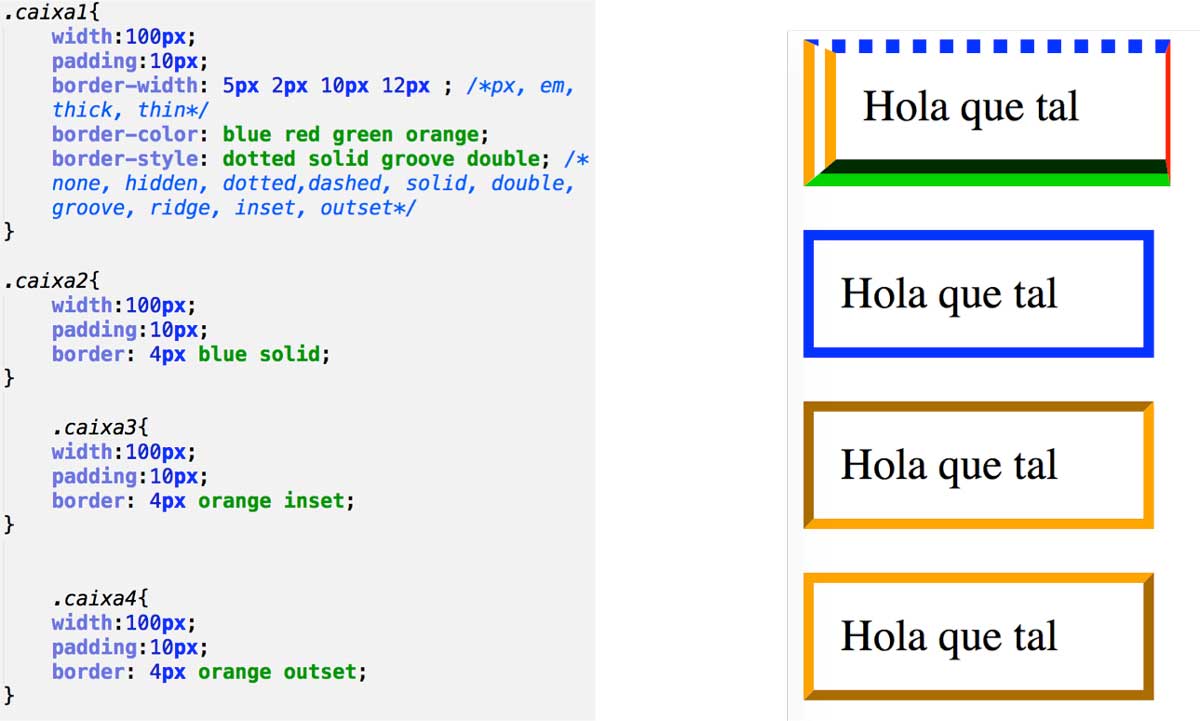 .caixa1{
width:100px;
padding:10px;
border-width: 5px 2px 10px 12px ; /*px, em,
thick, thin*/
border-color: blue red green orange;
border-style: dotted solid groove double; /*
none, hidden, dotted,dashed, solid, double,
groove, ridge, inset, outset*/
}
.caixa2{
width:100px;
padding:10px;
border: 4px blue solid;
}
.caixa3{
width:100px;
padding:10px;
border: 4px orange inset;
}
.caixa4{
width:100px;
padding:10px;
border: 4px orange outset;
}
Hola que tal
Hola que tal
Hola que tal
Hola que tal